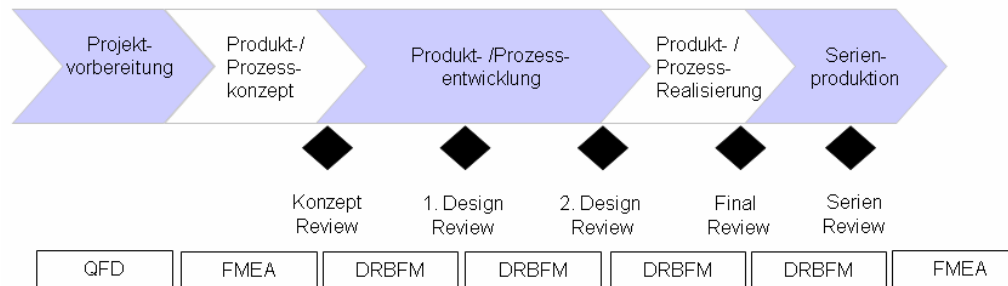 Projekt-
vorbereitung
Produkt-/
Prozess-
konzept
Produkt- /Prozess-
entwicklung
Produkt- /
Prozess-
Realisierung
Serien-
produktion
Konzept
Review
1. Design
Review
2. Design
Review
Final
Review
Serien
Review
QFD
FMEA
DRBFM
DRBFM
DRBFM
DRBFM
FMEA